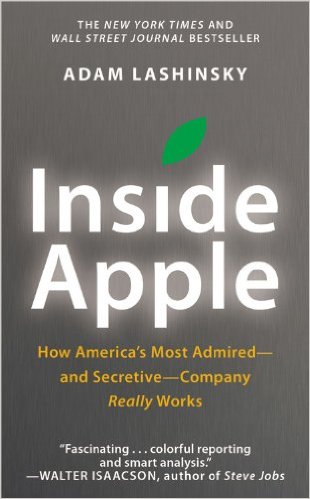 THE NEW YORK TIMES AND
WALL STREET JOURNAL BESTSELLER
ADAM LASHINSKY
Inside
Apple
How America's Most Admired—
and Secretive—Company
Really Works
“Fascinating . . . colorful reporting
and smart analysis.”
—WALTER ISAACSON, author of Steve Jobs